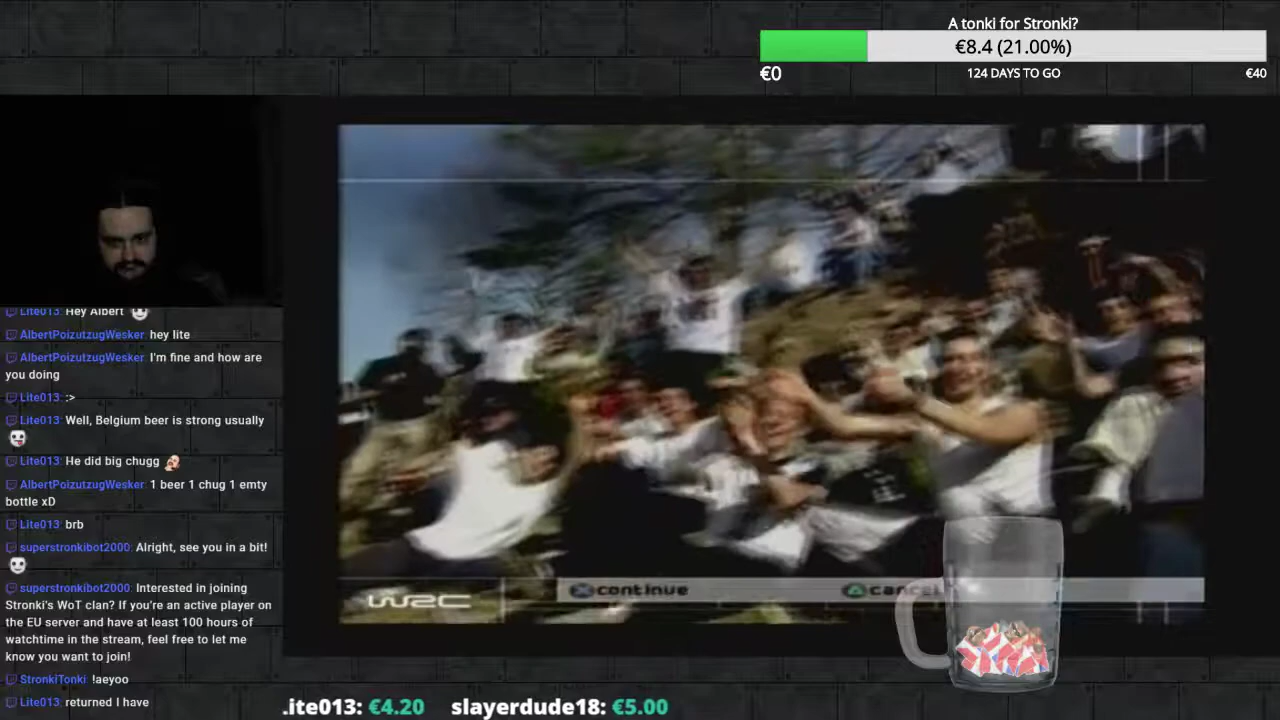 A tonki for Stronki?
€8.4 (21.00%)
€0
124 DAYS TO GO
€40
Lite013: Hey Albert
AlbertPoizutzugWesker: hey lite
AlbertPoizutzugWesker: I'm fine and how are
you doing
Lite013: :>
Lite013: Well, Belgium beer is strong usually
Lite013: He did big chugg
AlbertPoizutzugWesker: 1 beer 1 chug 1 emty
bottle xD
Lite013: brb
superstronkibot2000: Alright, see you in a bit!
superstronkibot2000: Interested in joining
Stronki's WoT clan? If you're an active player on
the EU server and have at least 100 hours of
watchtime in the stream, feel free to let me
know you want to join!
StronkiTonki: !aeyoo
Lite013: returned I have
WRC
continue
cancel
.ite013: €4.20 slayerdude18: €5.00